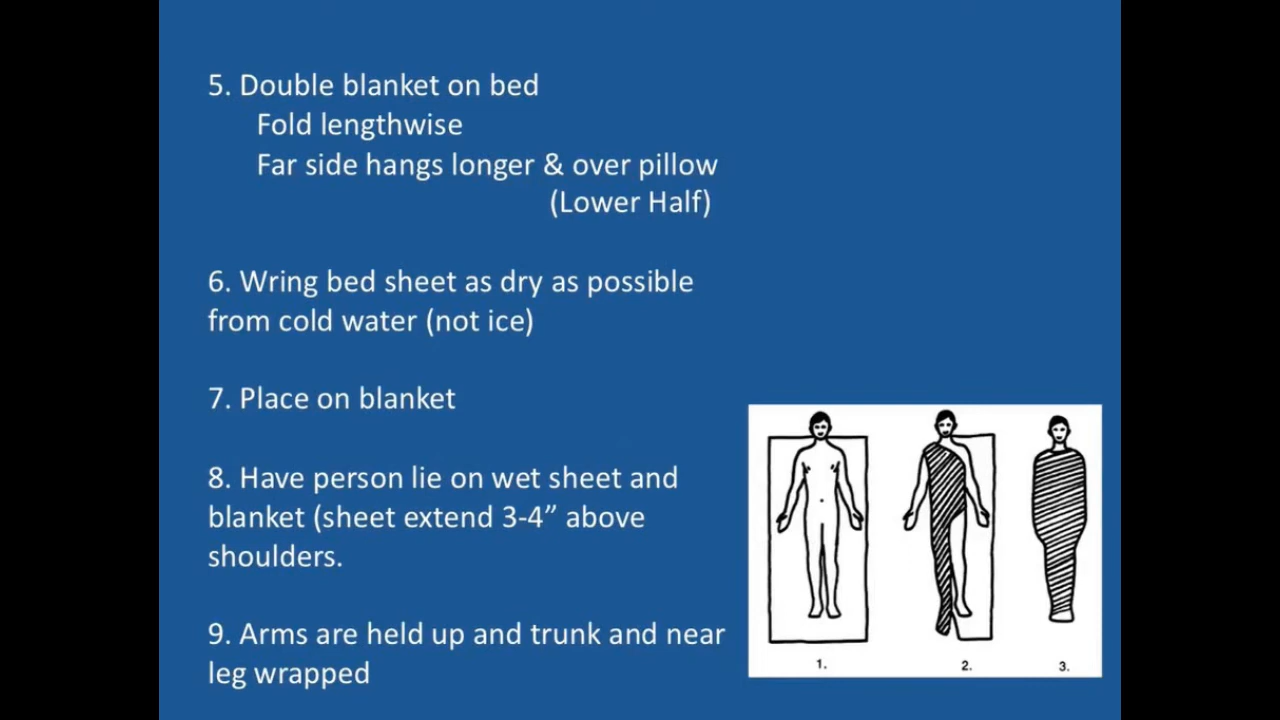 5. Double blanket on bed
Fold lengthwise
Far side hangs longer & over pillow
(Lower Half)
6. Wring bed sheet as dry as possible
from cold water (not ice)
7. Place on blanket
8. Have person lie on wet sheet and
blanket (sheet extend 3-4” above
shoulders.
9. Arms are held up and trunk and near
leg wrapped
1. 2. 3.